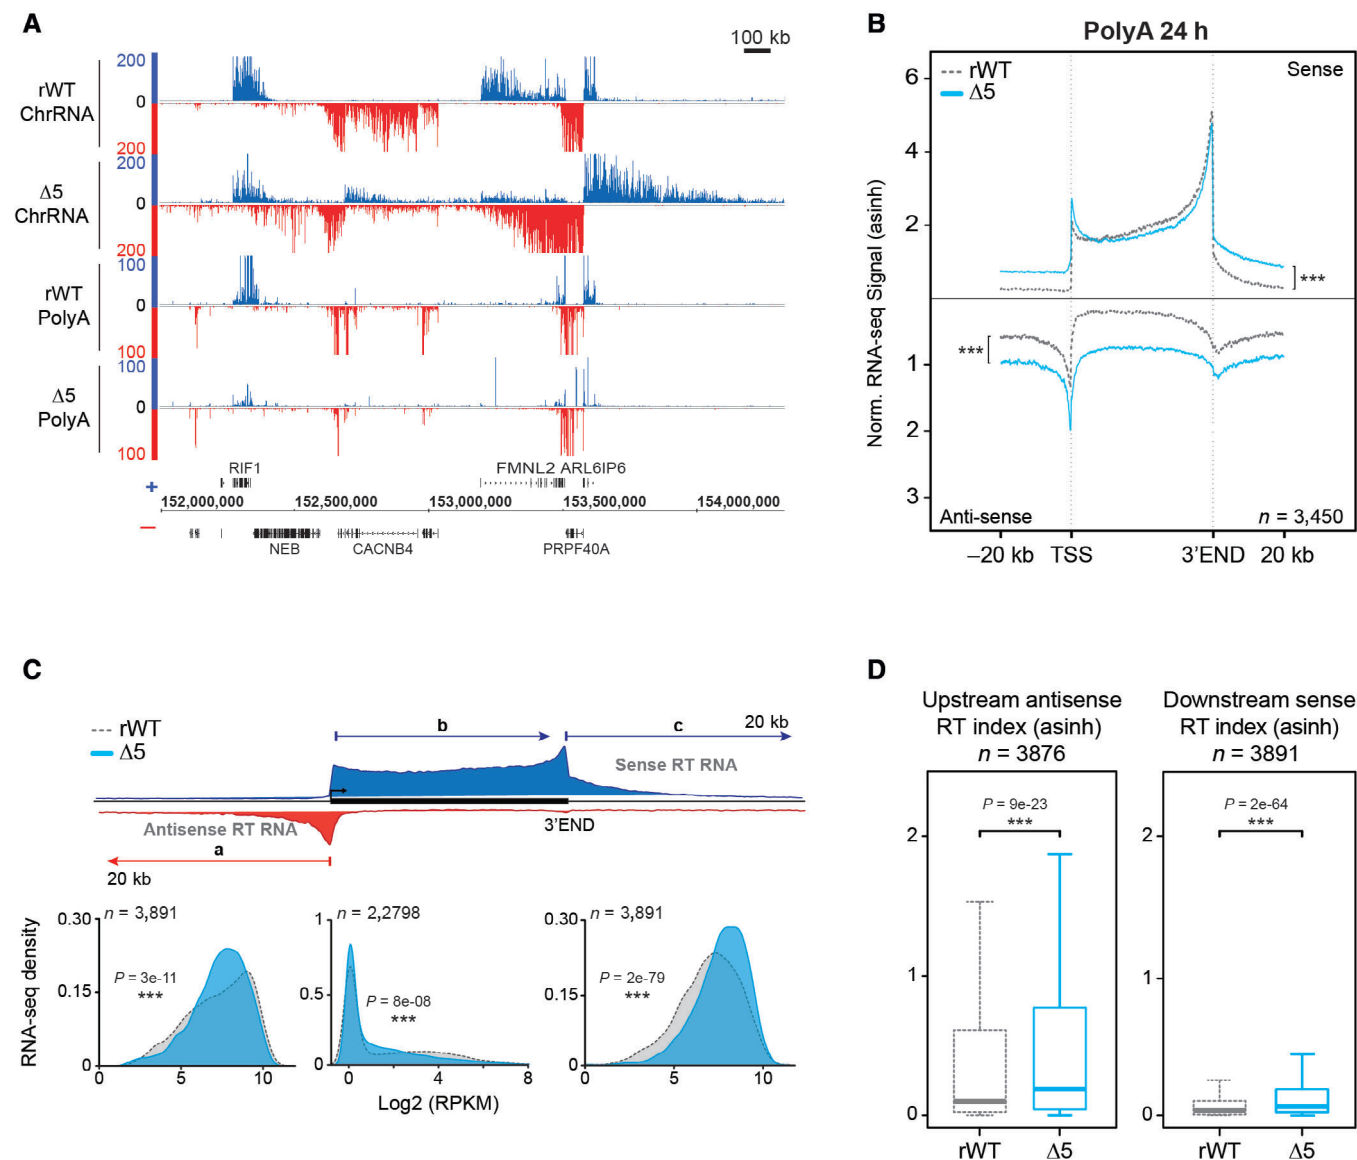 A
100 kb
rWT
ChrRNA
200
0
200
Δ5
ChrRNA
200
0
200
rWT
PolyA
100
0
100
Δ5
PolyA
100
0
100
RIF1
FMNL2 ARL6IP6
+
152,000,000
152,500,000
153,000,000
153,500,000
154,000,000
−
NEB
CACNB4
PRPF40A
B
PolyA 24 h
rWT
Δ5
Sense
Norm. RNA-seq Signal (asinh)
6
4
2
***
***
1
2
3
Anti-sense
n = 3,450
−20 kb
TSS
3'END
20 kb
C
rWT
Δ5
b
c
20 kb
Sense RT RNA
Antisense RT RNA
3'END
a
20 kb
RNA-seq density
n = 3,891
0.30
0.15
0
P = 3e-11
***
0
5
10
n = 2,2798
1
0.5
0
P = 8e-08
***
0
4
8
n = 3,891
0.30
0.15
0
P = 2e-79
***
0
5
10
Log2 (RPKM)
D
Upstream antisense
RT index (asinh)
n = 3876
P = 9e-23
***
2
1
0
rWT
Δ5
Downstream sense
RT index (asinh)
n = 3891
P = 2e-64
***
2
1
0
rWT
Δ5